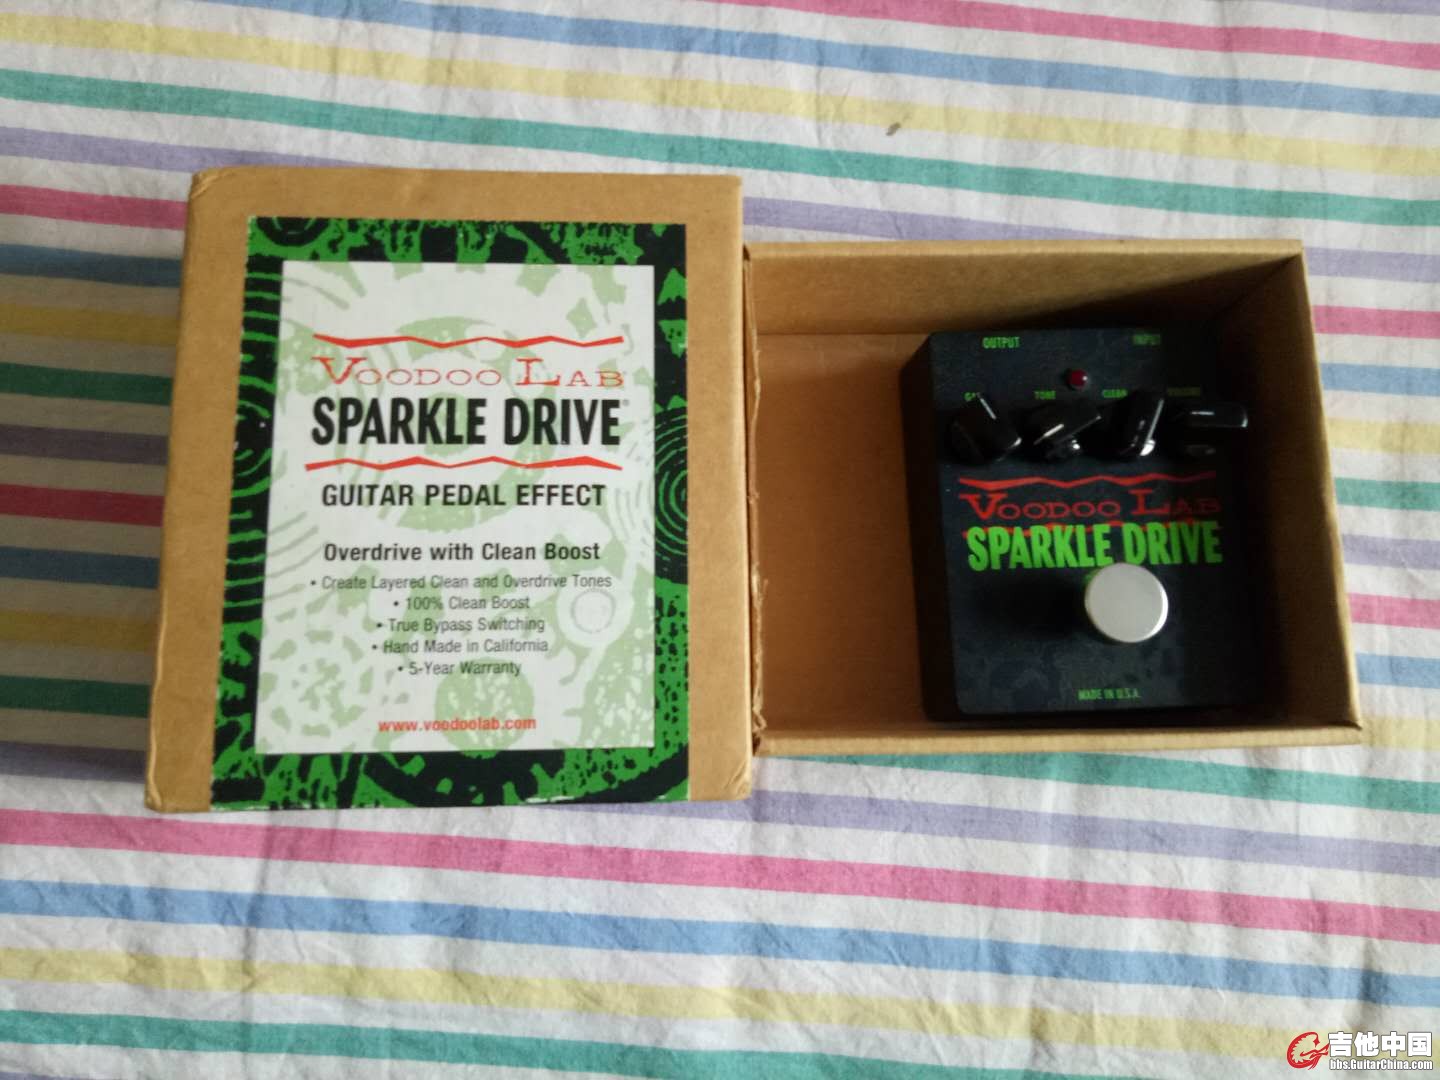 VOODOO LAB
SPARKLE DRIVE®
GUITAR PEDAL EFFECT
Overdrive with Clean Boost
• Create Layered Clean and Overdrive Tones
• 100% Clean Boost
• True Bypass Switching
• Hand Made in California
• 5-Year Warranty
www.voodoolab.com
OUTPUT INPUT
TONE CLEAN
VOODOO LAB
SPARKLE DRIVE
MADE IN U.S.A.
吉他中国
bbs.GuitarChina.com